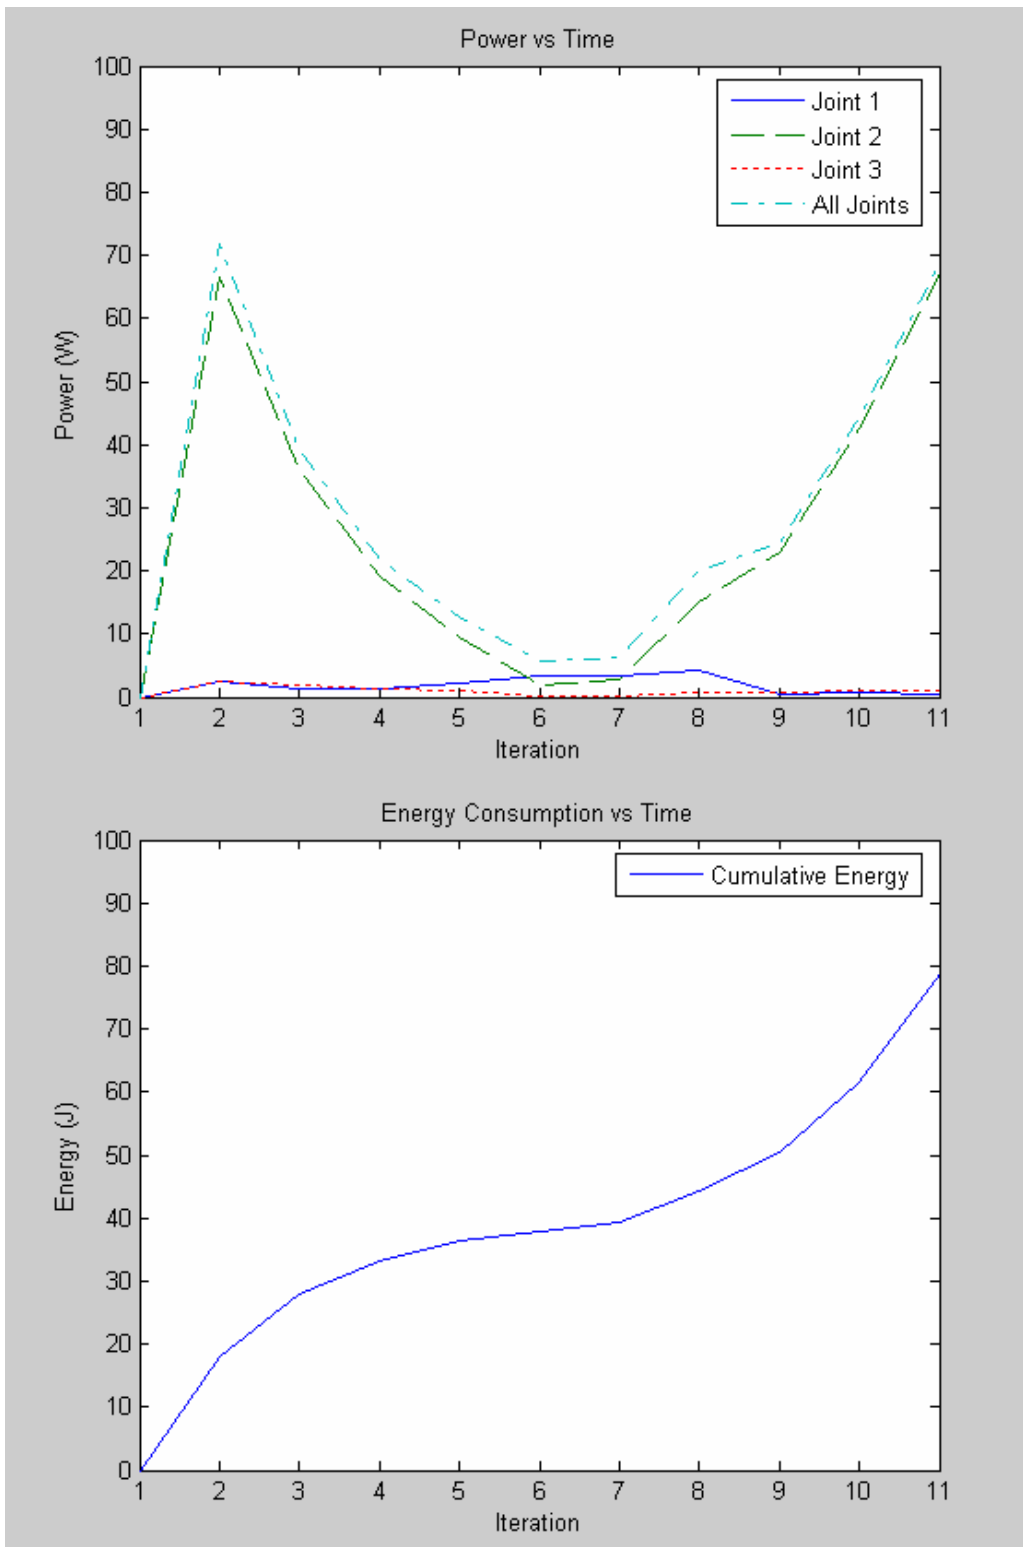 Power vs Time
100
90
80
70
60
50
40
30
20
10
0
Power (W)
Joint 1
Joint 2
Joint 3
All Joints
1 2 3 4 5 6 7 8 9 10 11
Iteration
Energy Consumption vs Time
100
90
80
70
60
50
40
30
20
10
0
Energy (J)
Cumulative Energy
1 2 3 4 5 6 7 8 9 10 11
Iteration